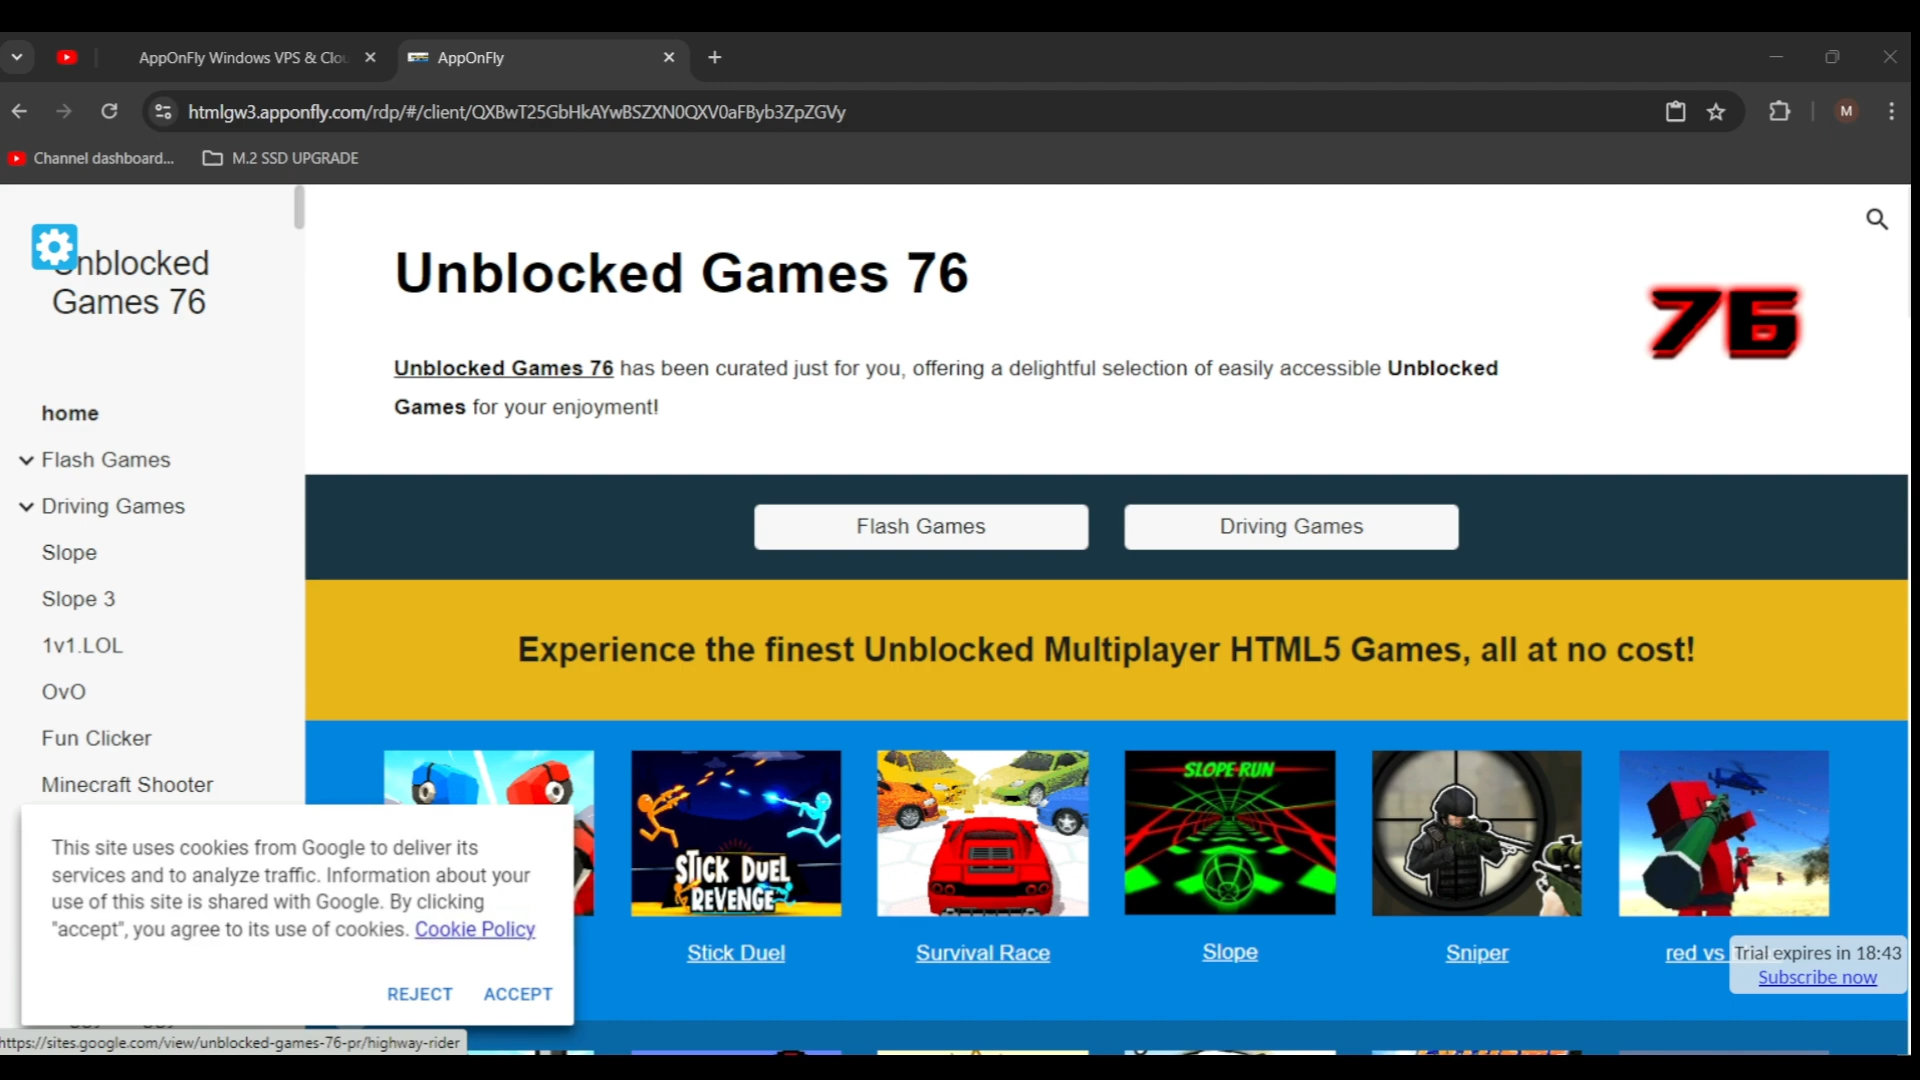 AppOnFly Windows VPS & Clou
AppOnFly
htmlgw3.apponfly.com/rdp/#/client/QXBwT25GbHkAYwBSZXN0QXV0aFByb3ZpZGVy
M
Channel dashboard...
M.2 SSD UPGRADE
Unblocked
Games 76
home
Flash Games
Driving Games
Slope
Slope 3
1v1.LOL
OvO
Fun Clicker
Minecraft Shooter
Unblocked Games 76
76
Unblocked Games 76 has been curated just for you, offering a delightful selection of easily accessible Unblocked
Games for your enjoyment!
Flash Games
Driving Games
Experience the finest Unblocked Multiplayer HTML5 Games, all at no cost!
STICK DUEL
REVENGE
SLOPE RUN
Stick Duel
Survival Race
Slope
Sniper
red vs
Trial expires in 18:43
Subscribe now
This site uses cookies from Google to deliver its
services and to analyze traffic. Information about your
use of this site is shared with Google. By clicking
"accept", you agree to its use of cookies. Cookie Policy
REJECT
ACCEPT
https://sites.google.com/view/unblocked-games-76-pr/highway-rider